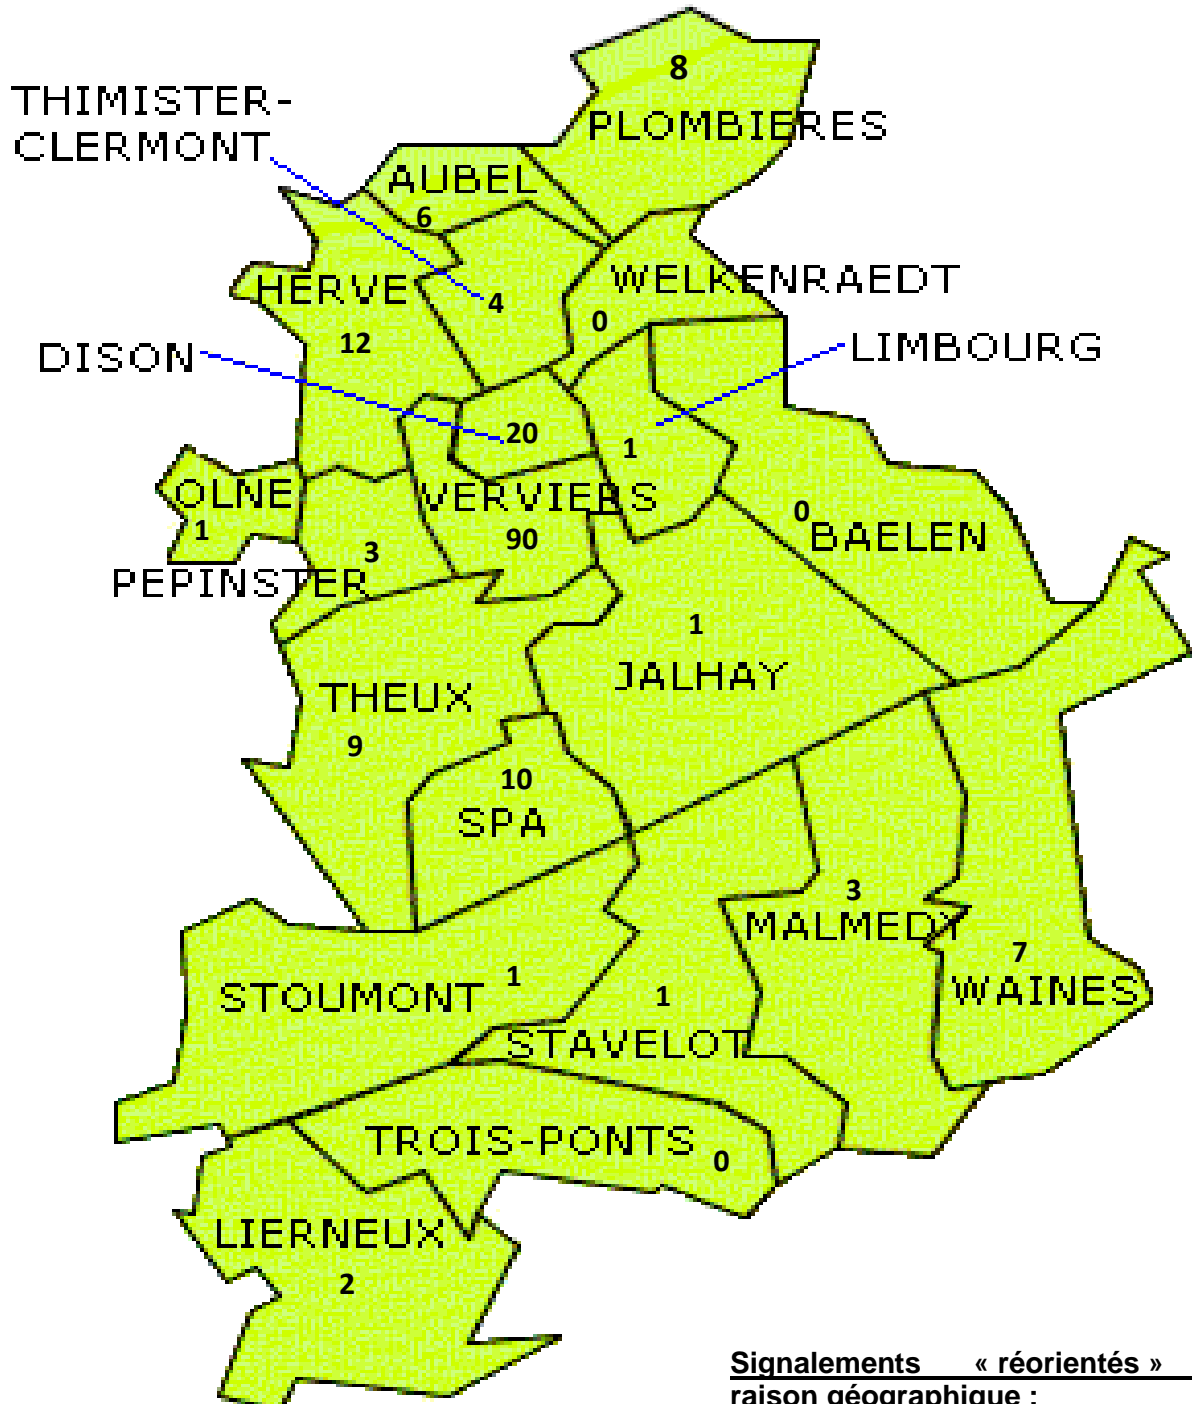 8
PLOMBIERES
THIMISTER-
CLERMONT
AUBEL
6
WELKENRAEDT
HERVE
4
0
12
DISON
LIMBOURG
20
1
OLNE
VERVIERS
1
0
BAELEN
90
3
PEPINSTER
1
JALHAY
THEUX
9
10
SPA
3
MALMEDY
7
WAINES
STOUMONT
1
1
STAVELOT
TROIS-PONTS
0
LIERNEUX
2
Signalements « réorientés »
raison géographique :